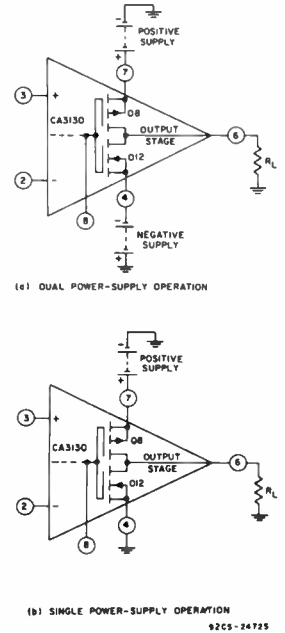 POSITIVE
SUPPLY
-
+
7
3
+
Q8
CA3130
OUTPUT
STAGE
6
Q12
2
-
RL
8
4
-
NEGATIVE
SUPPLY
+
(a) DUAL POWER-SUPPLY OPERATION
-
POSITIVE
SUPPLY
+
7
3
+
Q8
CA3130
OUTPUT
STAGE
6
Q12
2
-
RL
8
4
(b) SINGLE POWER-SUPPLY OPERATION
92CS-24725